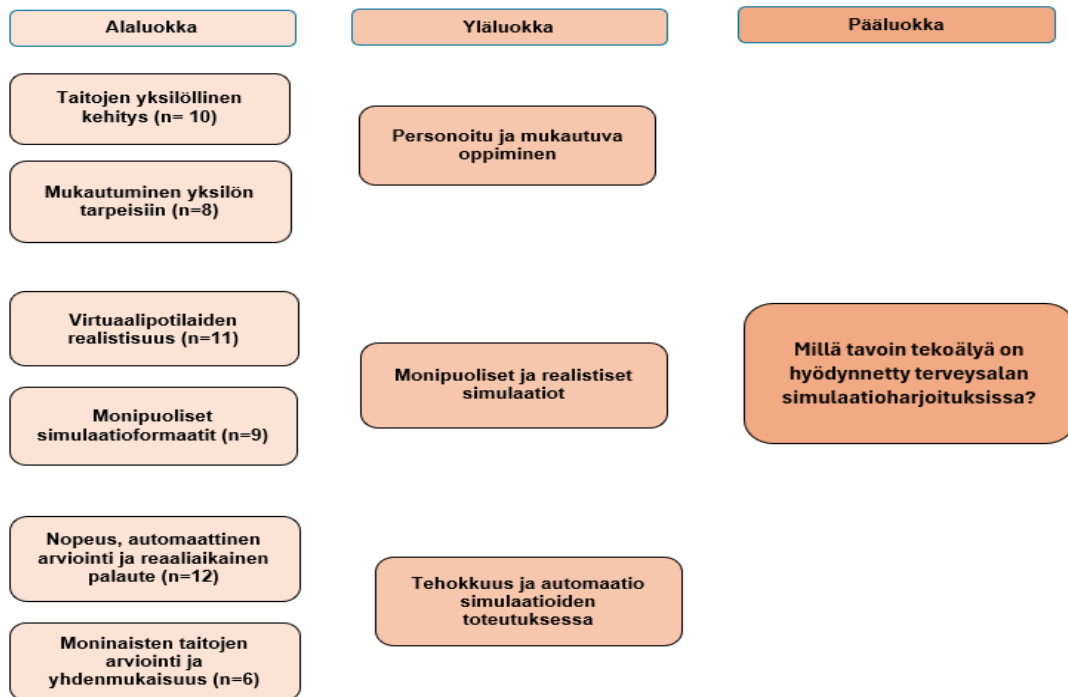 Alaluokka
Yläluokka
Pääluokka
Taitojen yksilöllinen
kehitys (n= 10)
Mukautuminen yksilön
tarpeisiin (n=8)
Personoitu ja mukautuva
oppiminen
Virtuaalipotilaiden
realistisuus (n=11)
Monipuoliset
simulaatioformaatit (n=9)
Monipuoliset ja realistiset
simulaatiot
Millä tavoin tekoälyä on
hyödynnetty terveysalan
simulaatioharjoituksissa?
Nopeus, automaattinen
arviointi ja reaaliaikainen
palaute (n=12)
Moninaisten taitojen
arviointi ja
yhdenmukaisuus (n=6)
Tehokkuus ja automaatio
simulaatioiden
toteutuksessa